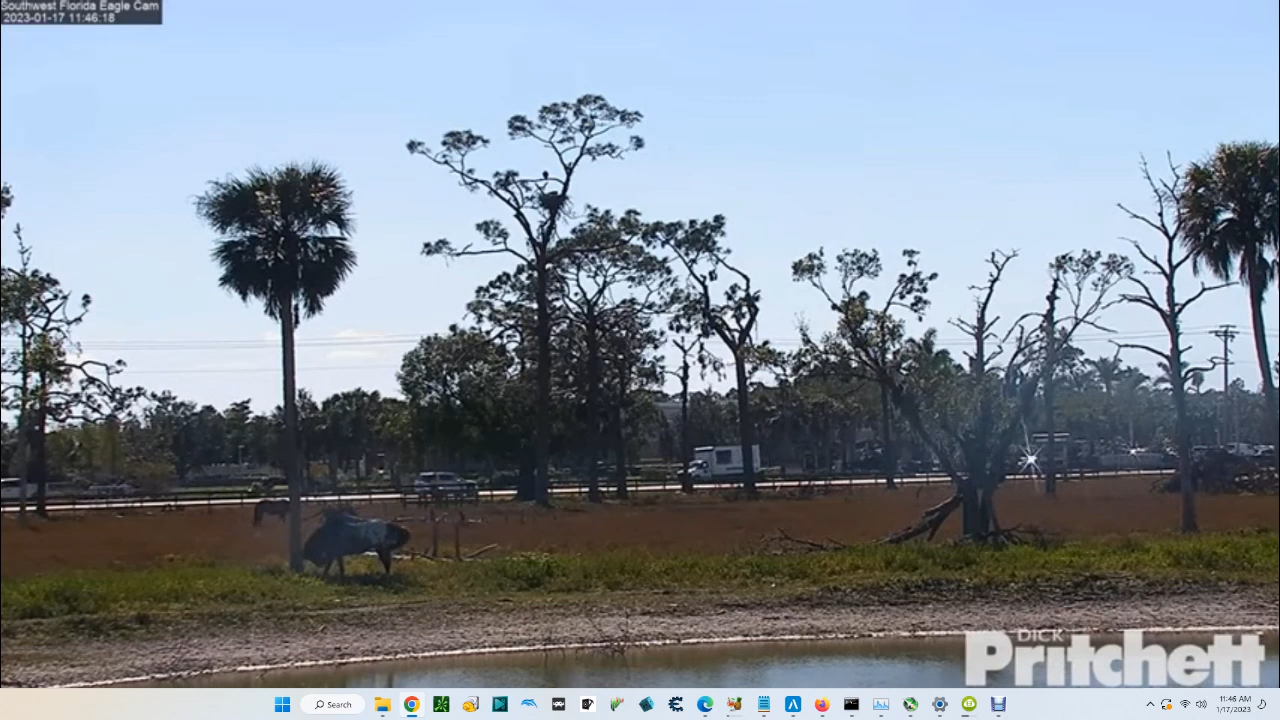 Southwest Florida Eagle Cam
2023-01-17 11:46:18
DICK
Pritchett
Search
11:46 AM
1/17/2023